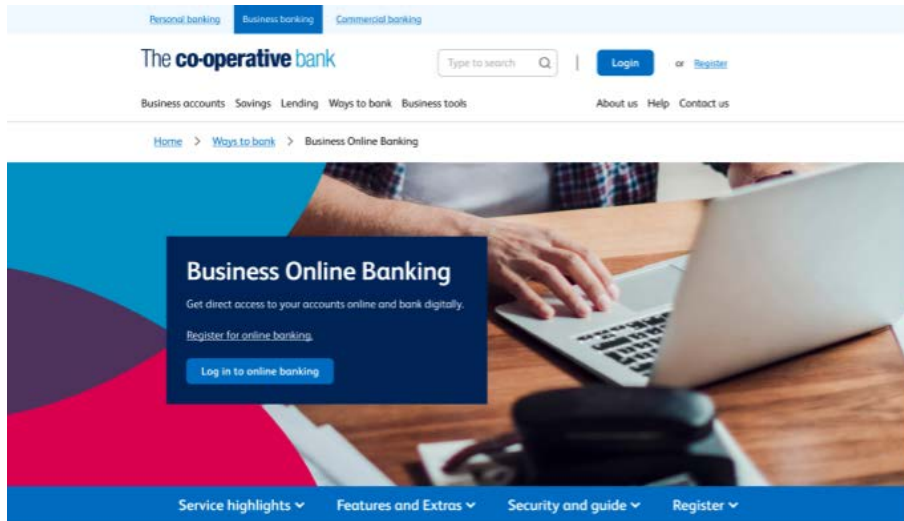 Personal banking Business banking Commercial banking
The co-operative bank Type to search Login or Register
Business accounts Savings Lending Ways to bank Business tools About us Help Contact us
Home > Ways to bank > Business Online Banking
Business Online Banking
Get direct access to your accounts online and bank digitally.
Register for online banking.
Log in to online banking
Service highlights Features and Extras Security and guide Register